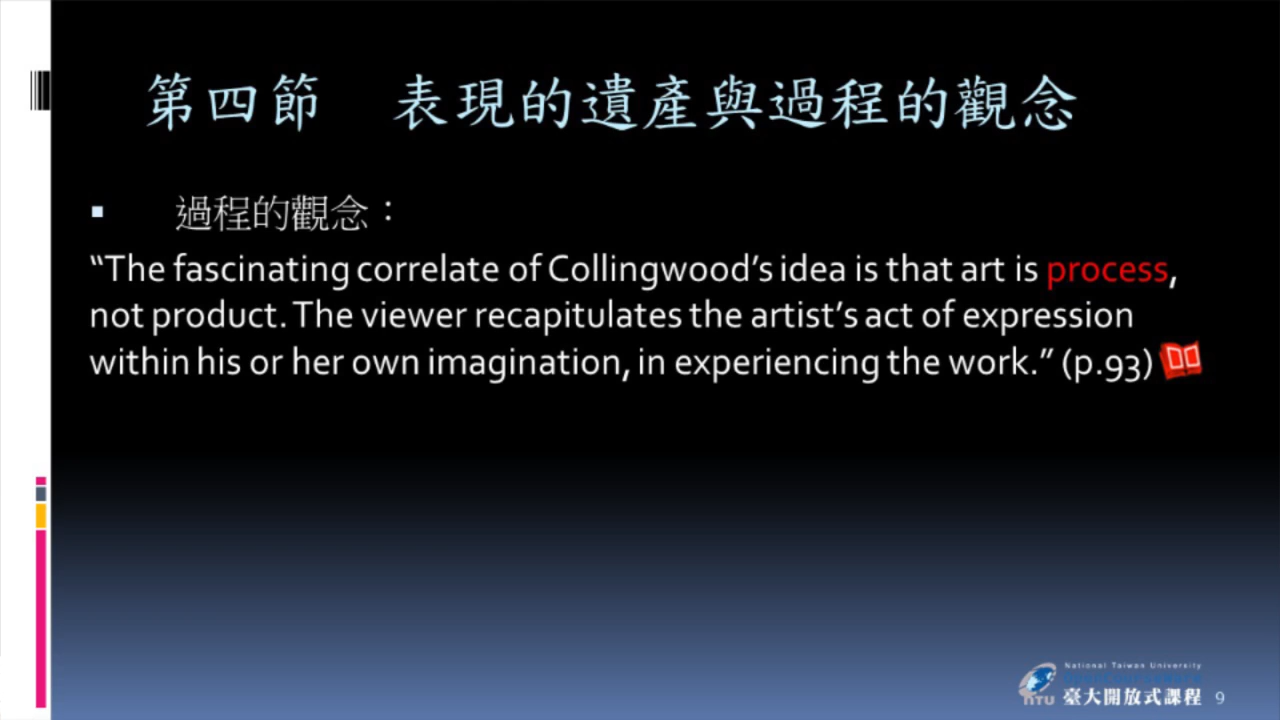 第四節 表現的遺產與過程的觀念
▪ 過程的觀念：
“The fascinating correlate of Collingwood’s idea is that art is process,
not product. The viewer recapitulates the artist’s act of expression
within his or her own imagination, in experiencing the work.” (p.93)
National Taiwan University
OpenCourseWare
NTU 臺大開放式課程 9